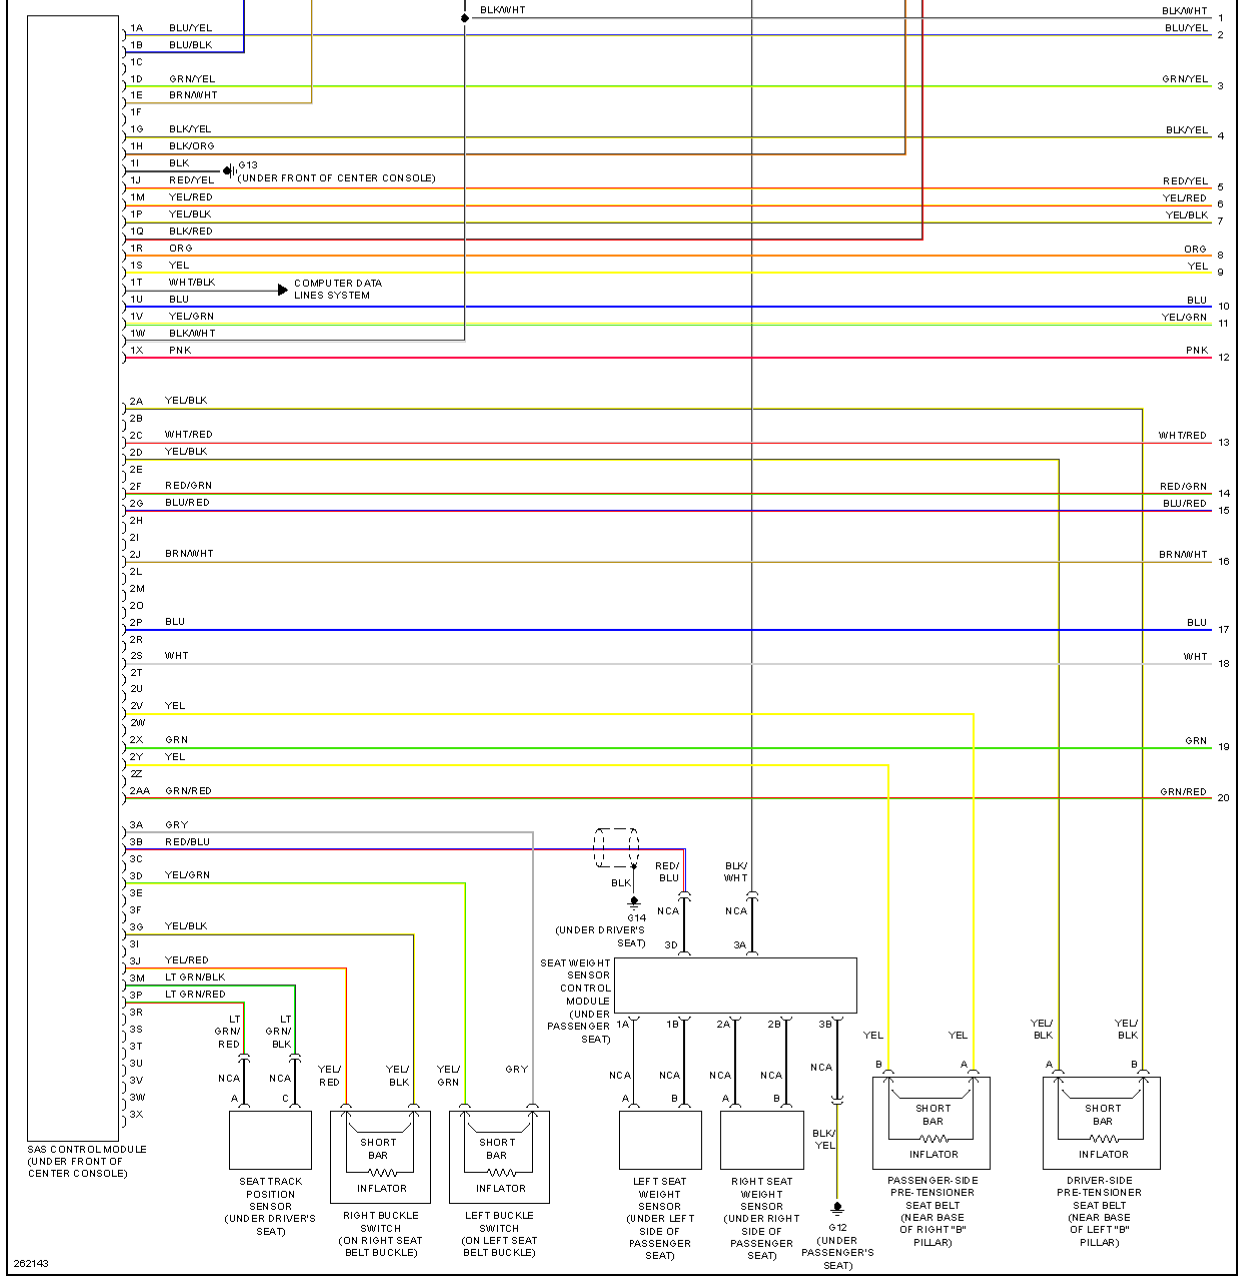 BLK/WHT
BLK/WHT 1
1A BLU/YEL
BLU/YEL 2
1B BLU/BLK
1C
1D GRN/YEL
GRN/YEL 3
1E BRN/WHT
1F
1G BLK/YEL
BLK/YEL 4
1H BLK/ORG
1I BLK
G13
(UNDER FRONT OF CENTER CONSOLE)
1J RED/YEL
RED/YEL 5
1M YEL/RED
YEL/RED 6
1P YEL/BLK
YEL/BLK 7
1Q BLK/RED
1R ORG
ORG 8
1S YEL
YEL 9
1T WHT/BLK
COMPUTER DATA
LINES SYSTEM
1U BLU
BLU 10
1V YEL/GRN
YEL/GRN 11
1W BLK/WHT
1X PNK
PNK 12
2A YEL/BLK
2B
2C WHT/RED
WHT/RED 13
2D YEL/BLK
2E
2F RED/GRN
RED/GRN 14
2G BLU/RED
BLU/RED 15
2H
2I
2J BRN/WHT
BRN/WHT 16
2L
2M
2O
2P BLU
BLU 17
2R
2S WHT
WHT 18
2T
2U
2V YEL
2W
2X GRN
GRN 19
2Y YEL
2Z
2AA GRN/RED
GRN/RED 20
3A GRY
3B RED/BLU
3C
3D YEL/GRN
3E
3F
3G YEL/BLK
3I
3J YEL/RED
3M LT GRN/BLK
3P LT GRN/RED
3R
3S
3T
3U
3V
3W
3X
SAS CONTROL MODULE
(UNDER FRONT OF
CENTER CONSOLE)
LT
GRN/
RED
LT
GRN/
BLK
NCA
NCA
A
C
SEAT TRACK
POSITION
SENSOR
(UNDER DRIVER'S
SEAT)
YEL/
RED
YEL/
BLK
SHORT
BAR
INFLATOR
RIGHT BUCKLE
SWITCH
(ON RIGHT SEAT
BELT BUCKLE)
YEL/
GRN
GRY
SHORT
BAR
INFLATOR
LEFT BUCKLE
SWITCH
(ON LEFT SEAT
BELT BUCKLE)
BLK
G14
(UNDER DRIVER'S
SEAT)
RED/
BLU
BLK/
WHT
NCA
NCA
3D
3A
SEAT WEIGHT
SENSOR
CONTROL
MODULE
(UNDER
PASSENGER
SEAT)
1A
1B
2A
2B
3B
NCA
NCA
NCA
NCA
NCA
A
B
A
B
LEFT SEAT
WEIGHT
SENSOR
(UNDER LEFT
SIDE OF
PASSENGER
SEAT)
RIGHT SEAT
WEIGHT
SENSOR
(UNDER RIGHT
SIDE OF
PASSENGER
SEAT)
BLK/
YEL
G12
(UNDER
PASSENGER'S
SEAT)
YEL
YEL
B
A
SHORT
BAR
INFLATOR
PASSENGER-SIDE
PRE-TENSIONER
SEAT BELT
(NEAR BASE
OF RIGHT "B"
PILLAR)
YEL/
BLK
YEL/
BLK
A
B
SHORT
BAR
INFLATOR
DRIVER-SIDE
PRE-TENSIONER
SEAT BELT
(NEAR BASE
OF LEFT "B"
PILLAR)
262143